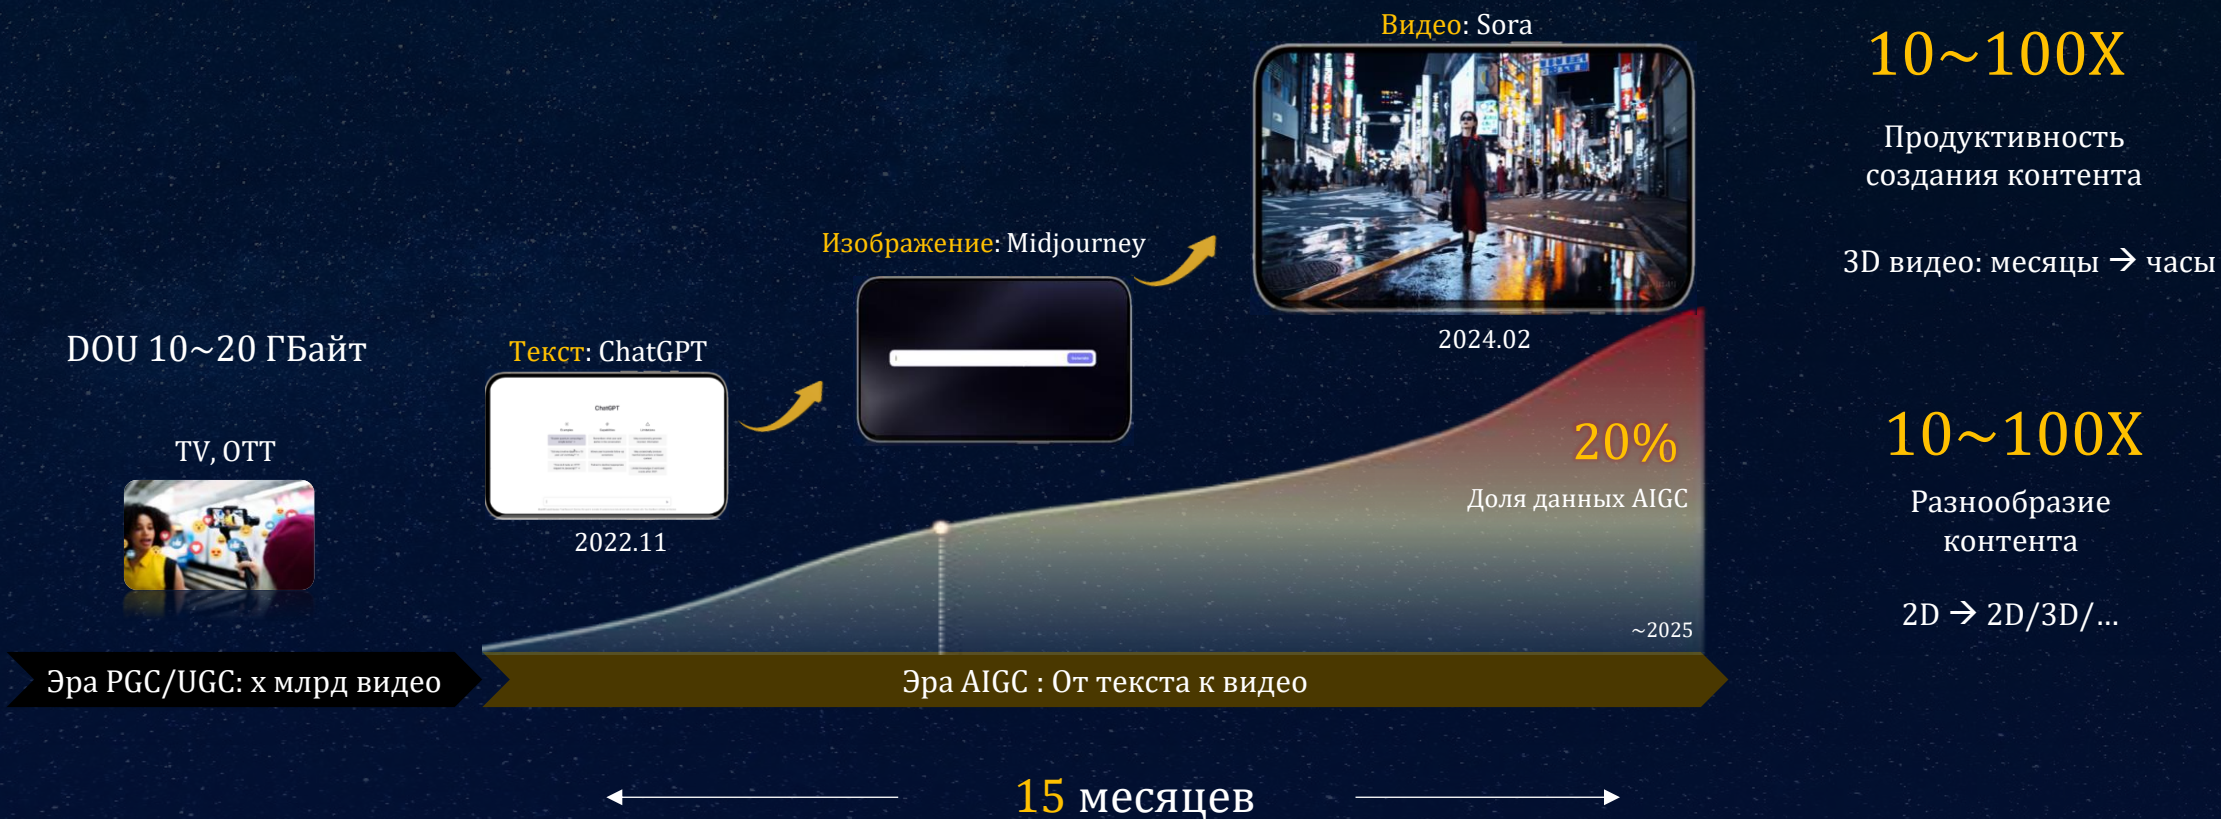 Видео: Sora
10~100X
Продуктивность
создания контента
Изображение: Midjourney
3D видео: месяцы → часы
DOU 10~20 ГБайт
Текст: ChatGPT
2024.02
ChatGPT
TV, OTT
20%
Доля данных AIGC
10~100X
Разнообразие
контента
2022.11
2D → 2D/3D/...
~2025
Эра PGC/UGC: x млрд видео
Эра AIGC : От текста к видео
15 месяцев